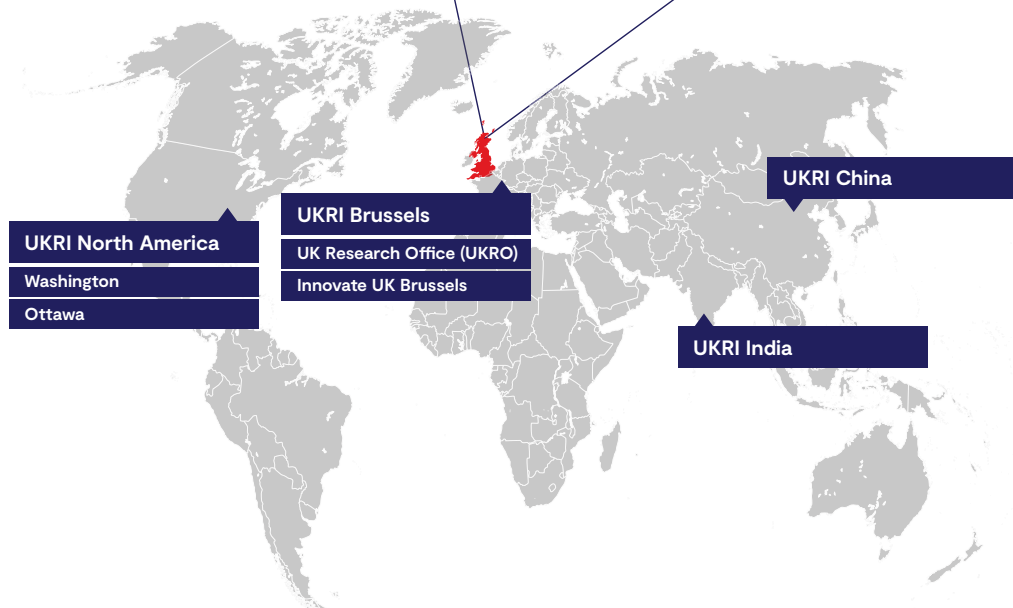 UKRI North America
Washington
Ottawa
UKRI Brussels
UK Research Office (UKRO)
Innovate UK Brussels
UKRI China
UKRI India